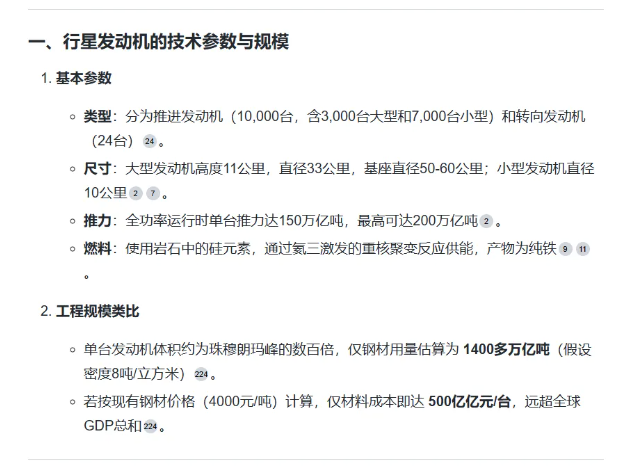 一、行星发动机的技术参数与规模
1. 基本参数
类型：分为推进发动机（10,000台，含3,000台大型和7,000台小型）和转向发动机
（24台）24 。
尺寸：大型发动机高度11公里，直径33公里，基座直径50-60公里；小型发动机直径
10公里 2 7 。
推力：全功率运行时单台推力达150万亿吨，最高可达200万亿吨 2 。
燃料：使用岩石中的硅元素，通过氦三激发的重核聚变反应供能，产物为纯铁 9 11
。
2. 工程规模类比
单台发动机体积约为珠穆朗玛峰的数百倍，仅钢材用量估算为 1400多万亿吨（假设
密度8吨/立方米）224 。
若按现有钢材价格（4000元/吨）计算，仅材料成本即达 500亿亿元/台，远超全球
GDP总和 224 。